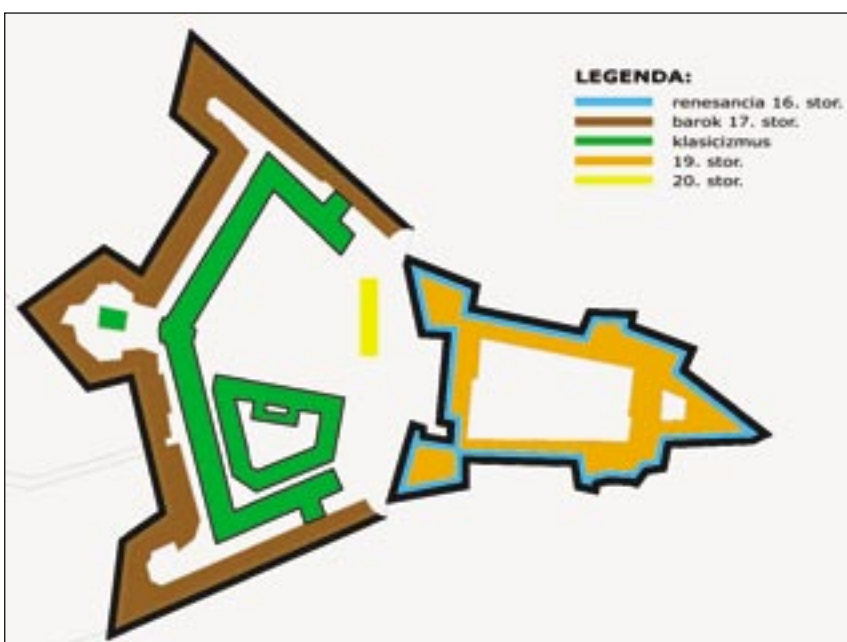 LEGENDA:
renesancia 16. stor.
barok 17. stor.
klasicizmus
19. stor.
20. stor.